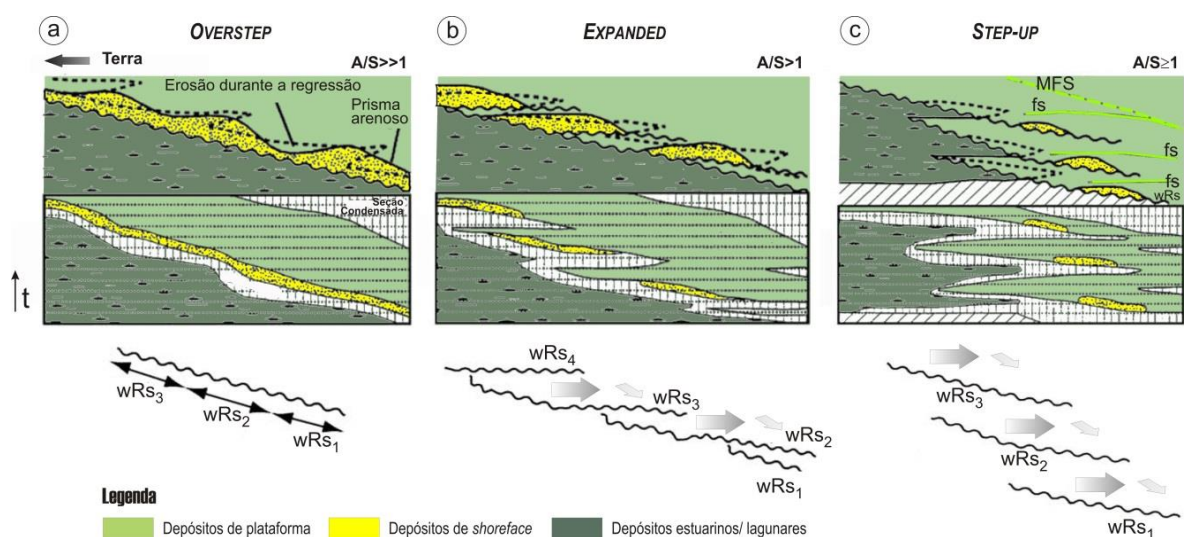 a OVERSTEP
Terra
A/S>>1
Erosão durante a regressão
Prisma
arenoso
Seção
Condensada
t
wRs3
wRs2
wRs1
b EXPANDED
A/S>1
wRs4
wRs3
wRs2
wRs1
c STEP-UP
A/S≥1
MFS
fs
fs
fs
wRs
wRs3
wRs2
wRs1
Legenda
Depósitos de plataforma Depósitos de shoreface Depósitos estuarinos/ lagunares